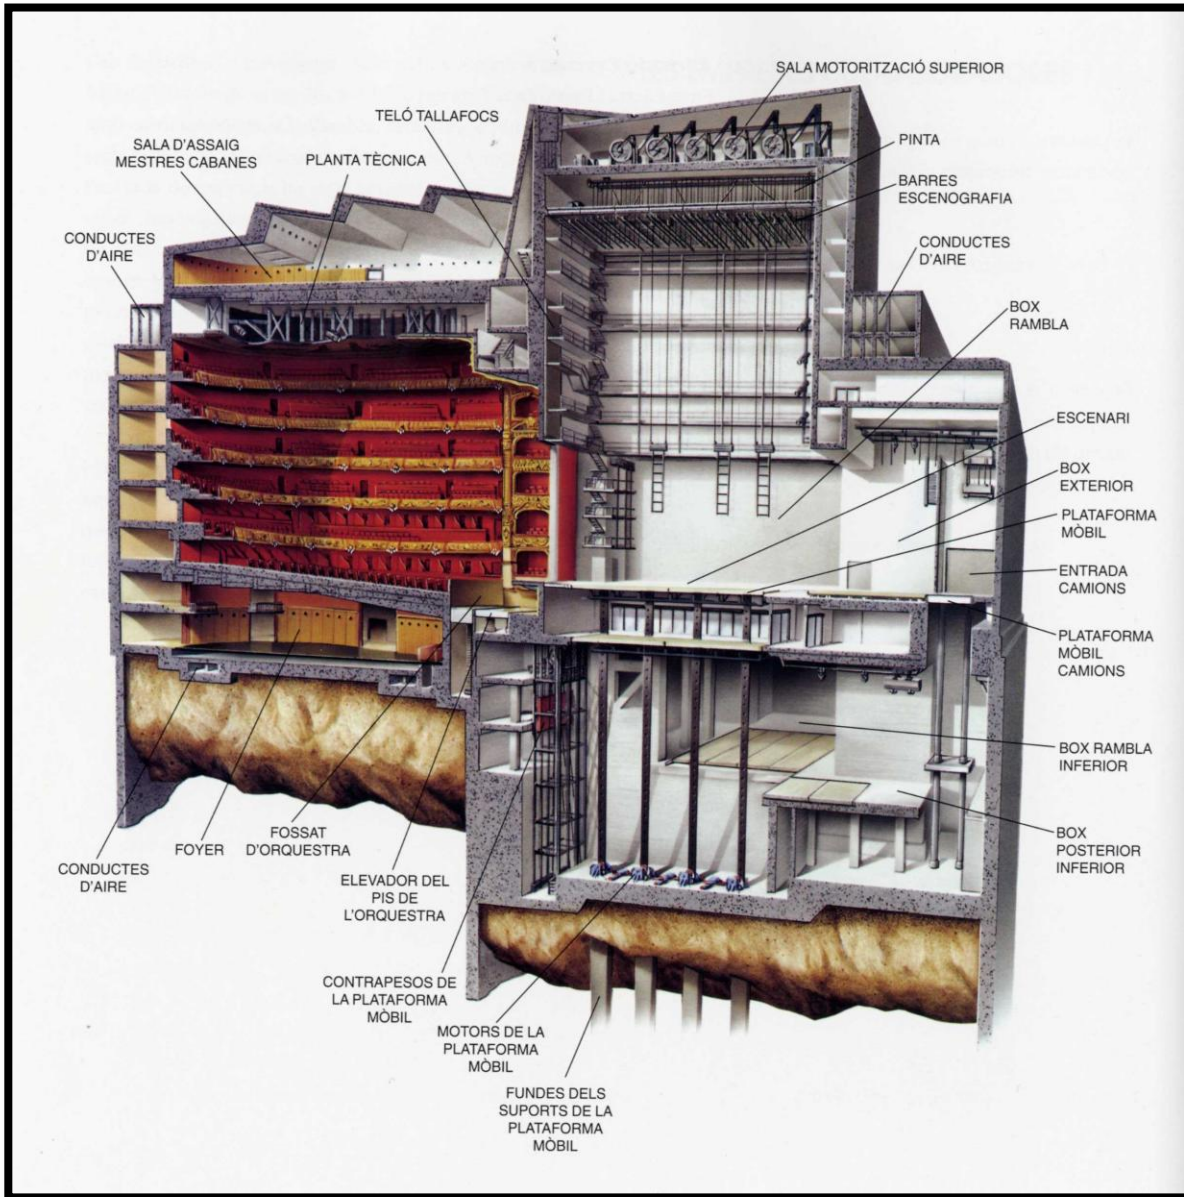 SALA MOTORITZACIÓ SUPERIOR
TELÓ TALLAFOCS
SALA D'ASSAIG
MESTRES CABANES
PLANTA TÈCNICA
PINTA
BARRES
ESCENOGRAFIA
CONDUCTES
D'AIRE
CONDUCTES
D'AIRE
BOX
RAMBLA
ESCENARI
BOX
EXTERIOR
PLATAFORMA
MÒBIL
ENTRADA
CAMIONS
PLATAFORMA
MÒBIL
CAMIONS
BOX RAMBLA
INFERIOR
BOX
POSTERIOR
INFERIOR
CONDUCTES
D'AIRE
FOYER
FOSSAT
D'ORQUESTRA
ELEVADOR DEL
PIS DE
L'ORQUESTRA
CONTRAPESOS DE
LA PLATAFORMA
MÒBIL
MOTORS DE LA
PLATAFORMA
MÒBIL
FUNDES DELS
SUPORTS DE LA
PLATAFORMA
MÒBIL